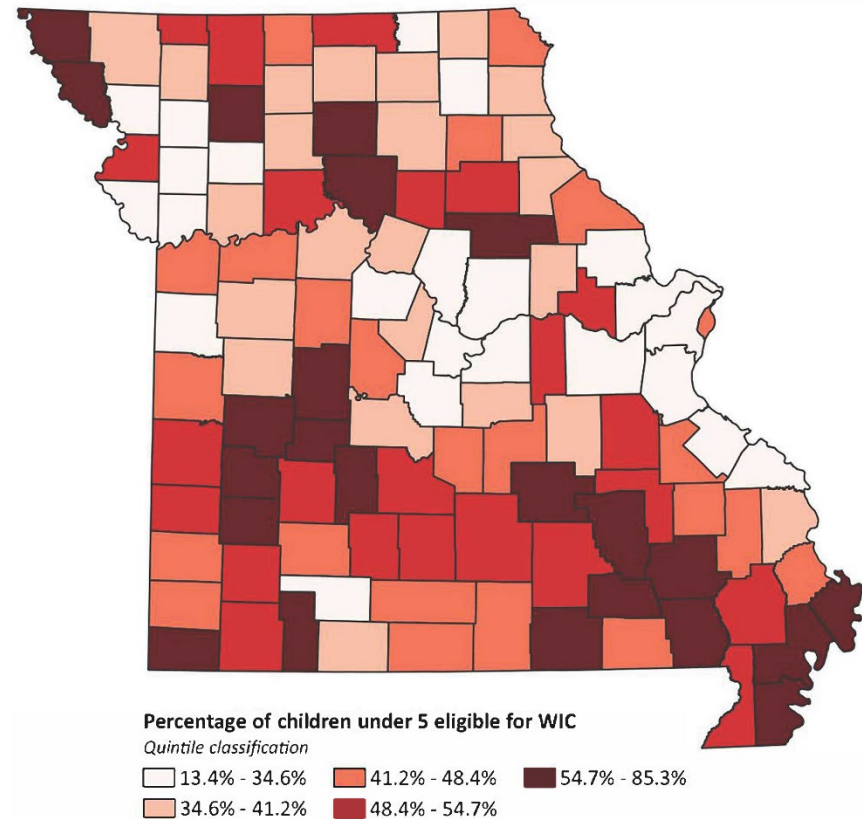 Percentage of children under 5 eligible for WIC
Quintile classification
13.4% - 34.6% 41.2% - 48.4% 54.7% - 85.3%
34.6% - 41.2% 48.4% - 54.7%